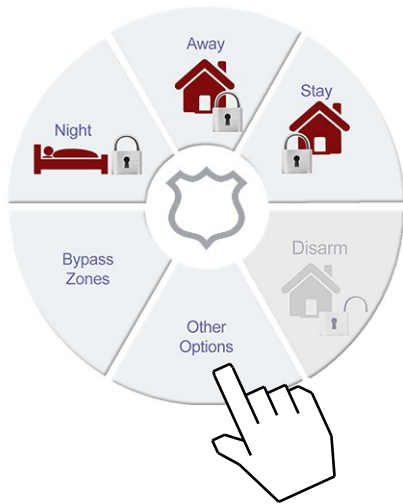 Away
Stay
Night
Bypass
Zones
Disarm
Other
Options